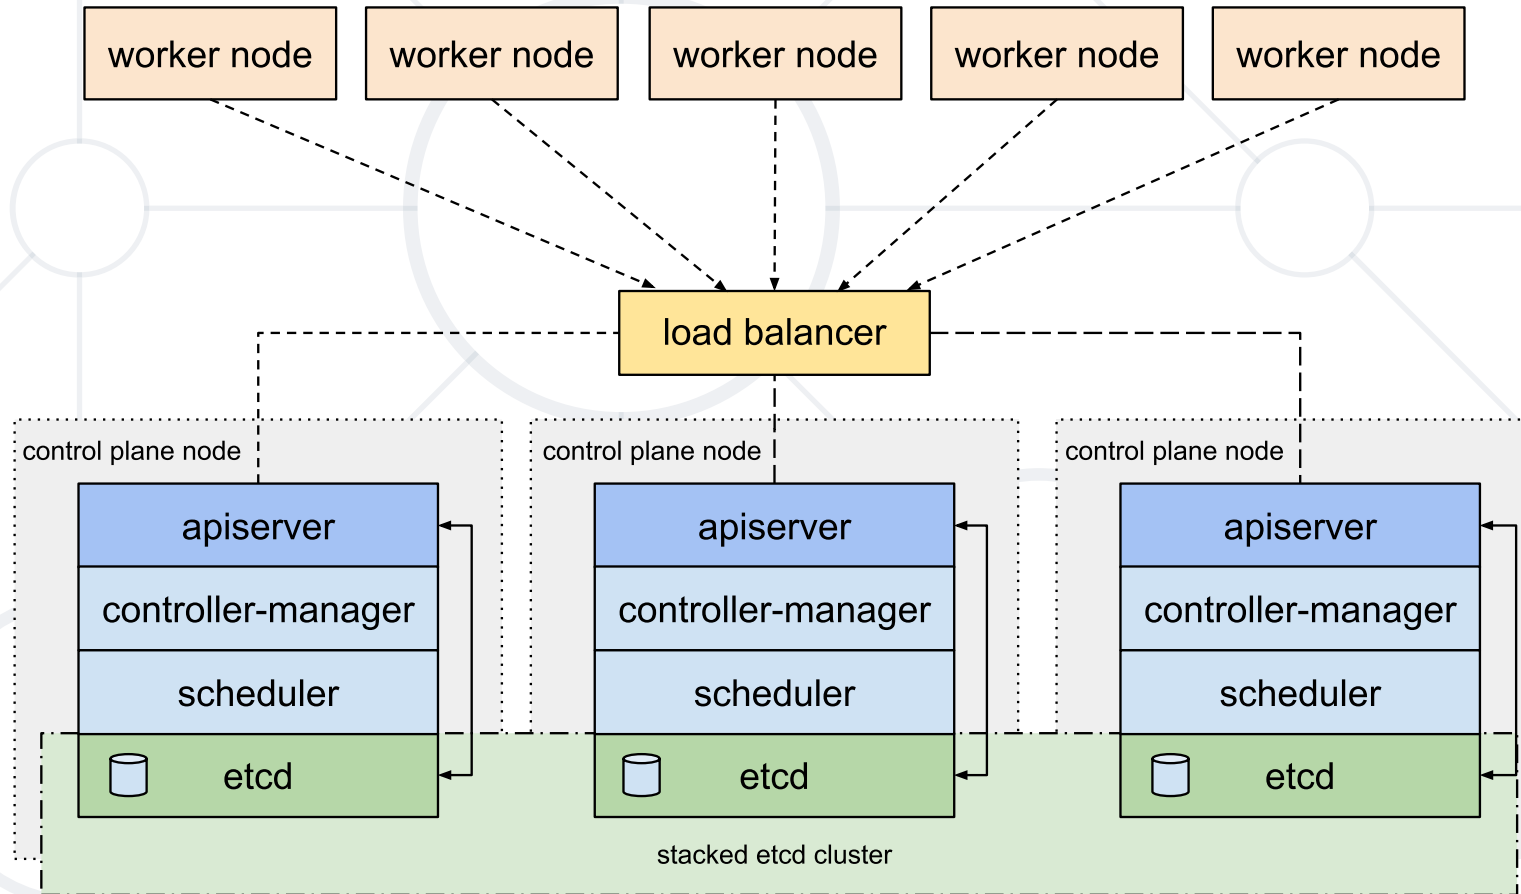 worker node
worker node
worker node
worker node
worker node
load balancer
control plane node
control plane node
control plane node
apiserver
apiserver
apiserver
controller-manager
controller-manager
controller-manager
scheduler
scheduler
scheduler
etcd
etcd
etcd
stacked etcd cluster